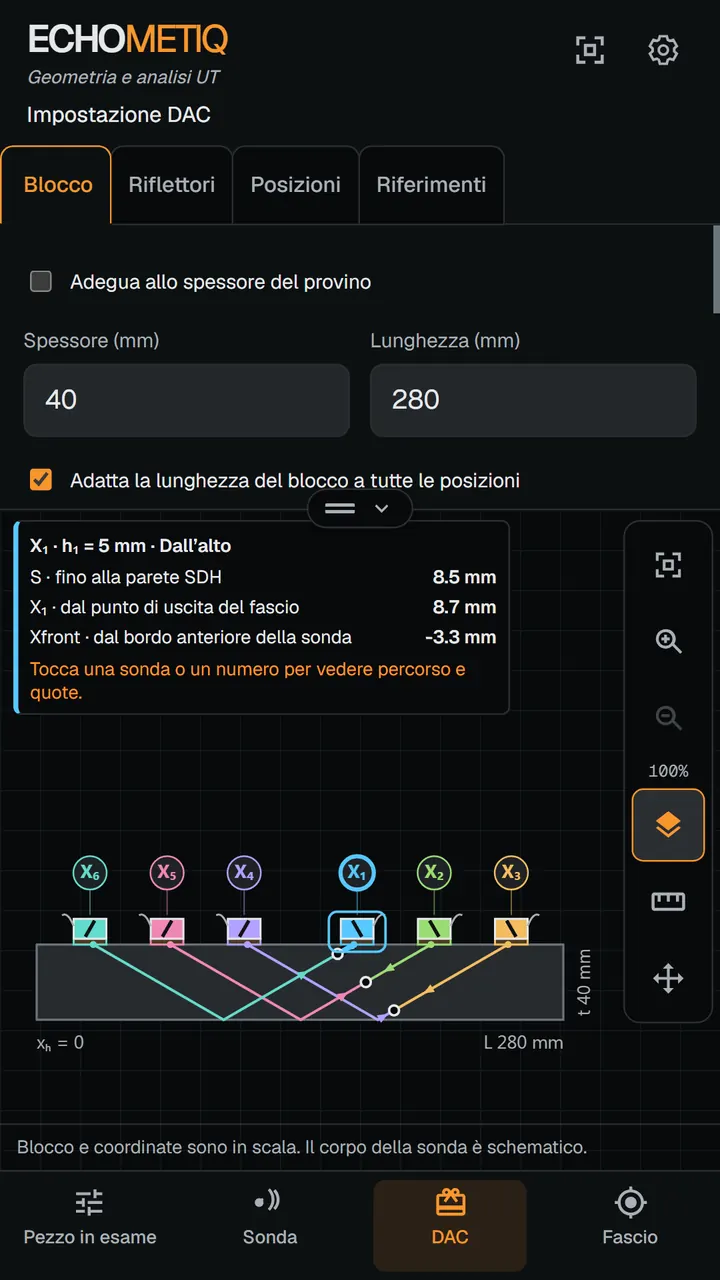 ECHOMETIQ
Geometria e analisi UT
Impostazione DAC
Blocco
Riflettori
Posizioni
Riferimenti
Adegua allo spessore del provino
Spessore (mm)
Lunghezza (mm)
40
280
Adatta la lunghezza del blocco a tutte le posizioni
X₁ · h₁ = 5 mm · Dall’alto
S · fino alla parete SDH 8.5 mm
X₁ · dal punto di uscita del fascio 8.7 mm
Xfront · dal bordo anteriore della sonda -3.3 mm
Tocca una sonda o un numero per vedere percorso e
quote.
100%
X₆
X₅
X₄
X₁
X₂
X₃
t 40 mm
xₕ = 0
L 280 mm
Blocco e coordinate sono in scala. Il corpo della sonda è schematico.
Pezzo in esame
Sonda
DAC
Fascio